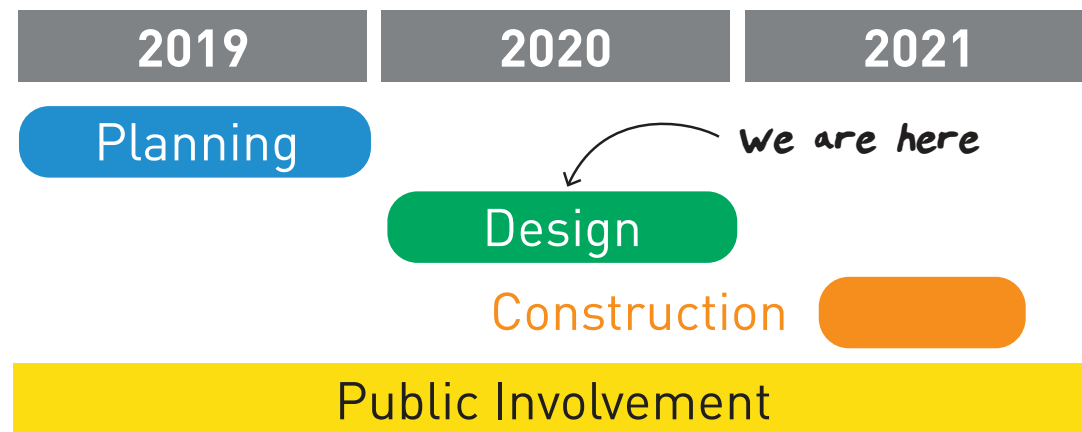 2019 2020 2021
Planning
We are here
Design
Construction
Public Involvement